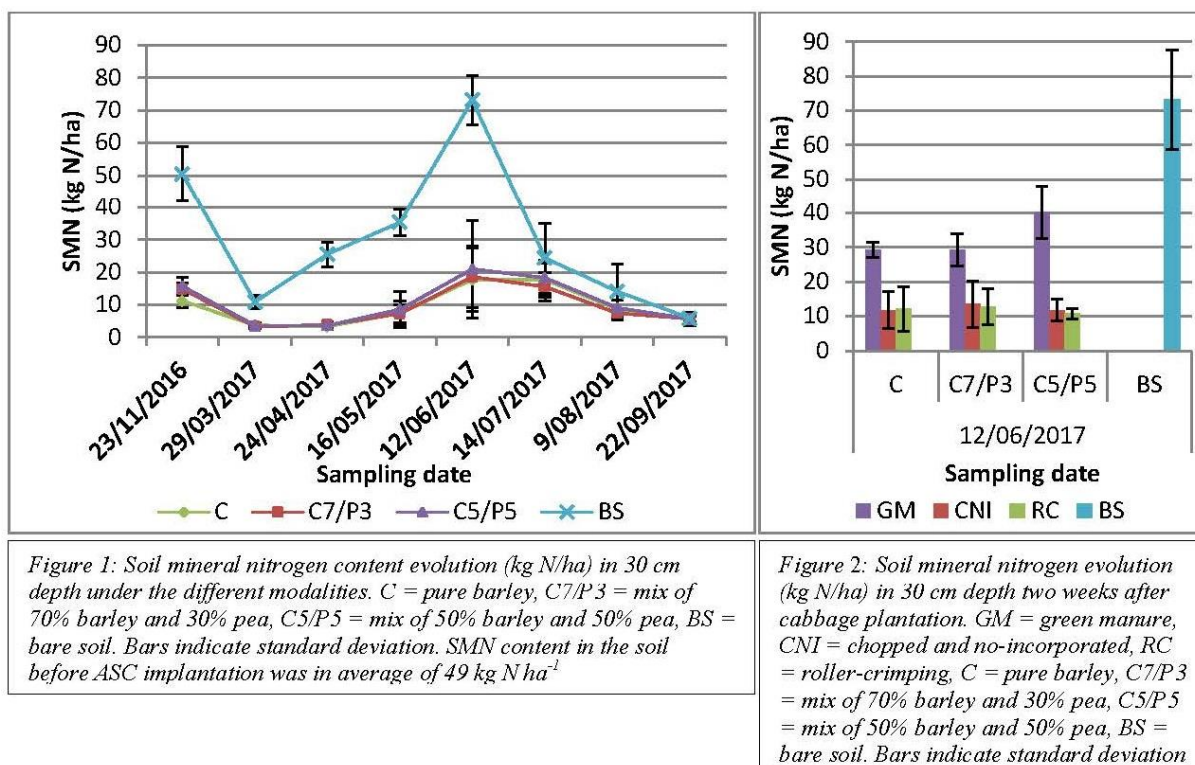 90
80
70
60
50
40
30
20
10
0
SMN (kg N/ha)
23/11/2016
29/03/2017
24/04/2017
16/05/2017
12/06/2017
14/07/2017
9/08/2017
22/09/2017
Sampling date
C C7/P3 C5/P5 BS
90
80
70
60
50
40
30
20
10
0
SMN (kg N/ha)
C C7/P3 C5/P5 BS
12/06/2017
Sampling date
GM CNI RC BS
Figure 1: Soil mineral nitrogen content evolution (kg N/ha) in 30 cm
depth under the different modalities. C = pure barley, C7/P3 = mix of
70% barley and 30% pea, C5/P5 = mix of 50% barley and 50% pea, BS =
bare soil. Bars indicate standard deviation. SMN content in the soil
before ASC implantation was in average of 49 kg N ha⁻¹
Figure 2: Soil mineral nitrogen evolution
(kg N/ha) in 30 cm depth two weeks after
cabbage plantation. GM = green manure,
CNI = chopped and no-incorporated, RC
= roller-crimping, C = pure barley, C7/P3
= mix of 70% barley and 30% pea, C5/P5
= mix of 50% barley and 50% pea, BS =
bare soil. Bars indicate standard deviation